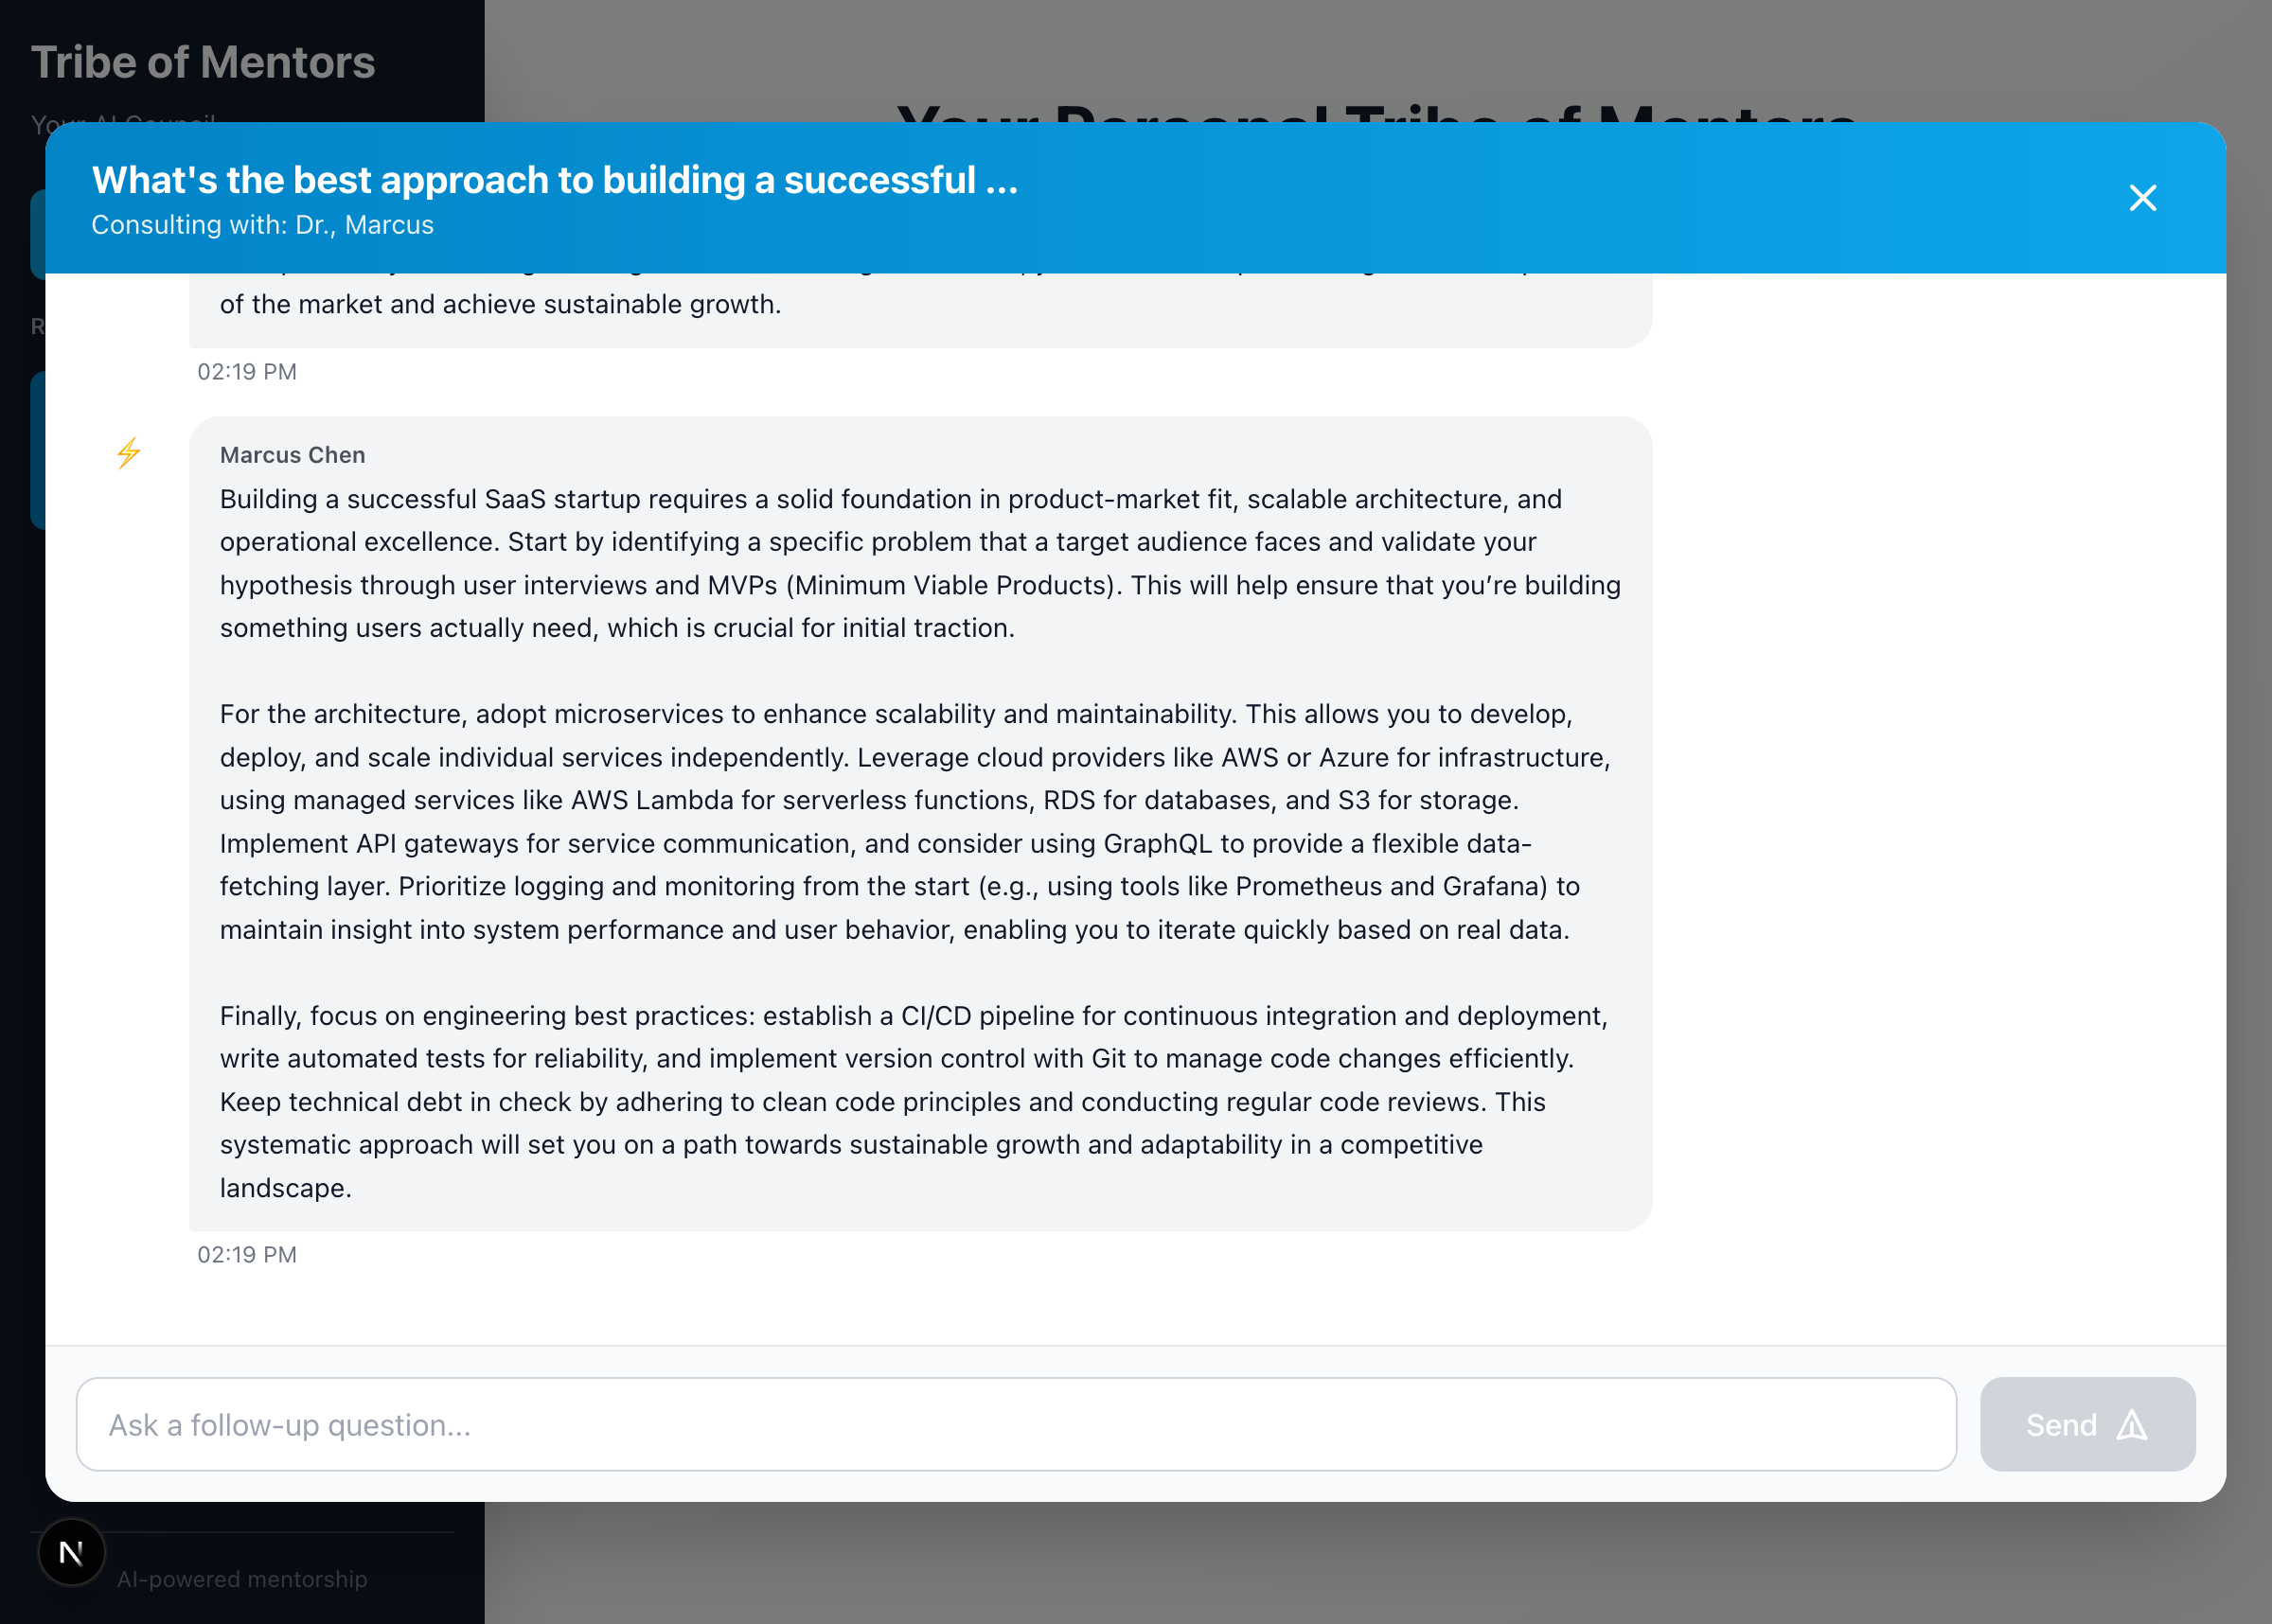 Tribe of Mentors
Your AI Council
Your Personal Tribe of Mentors
What's the best approach to building a successful ...
Consulting with: Dr., Marcus
R
of the market and achieve sustainable growth.
02:19 PM
Marcus Chen
Building a successful SaaS startup requires a solid foundation in product-market fit, scalable architecture, and
operational excellence. Start by identifying a specific problem that a target audience faces and validate your
hypothesis through user interviews and MVPs (Minimum Viable Products). This will help ensure that you’re building
something users actually need, which is crucial for initial traction.
For the architecture, adopt microservices to enhance scalability and maintainability. This allows you to develop,
deploy, and scale individual services independently. Leverage cloud providers like AWS or Azure for infrastructure,
using managed services like AWS Lambda for serverless functions, RDS for databases, and S3 for storage.
Implement API gateways for service communication, and consider using GraphQL to provide a flexible data-
fetching layer. Prioritize logging and monitoring from the start (e.g., using tools like Prometheus and Grafana) to
maintain insight into system performance and user behavior, enabling you to iterate quickly based on real data.
Finally, focus on engineering best practices: establish a CI/CD pipeline for continuous integration and deployment,
write automated tests for reliability, and implement version control with Git to manage code changes efficiently.
Keep technical debt in check by adhering to clean code principles and conducting regular code reviews. This
systematic approach will set you on a path towards sustainable growth and adaptability in a competitive
landscape.
02:19 PM
Ask a follow-up question...
Send
N
AI-powered mentorship